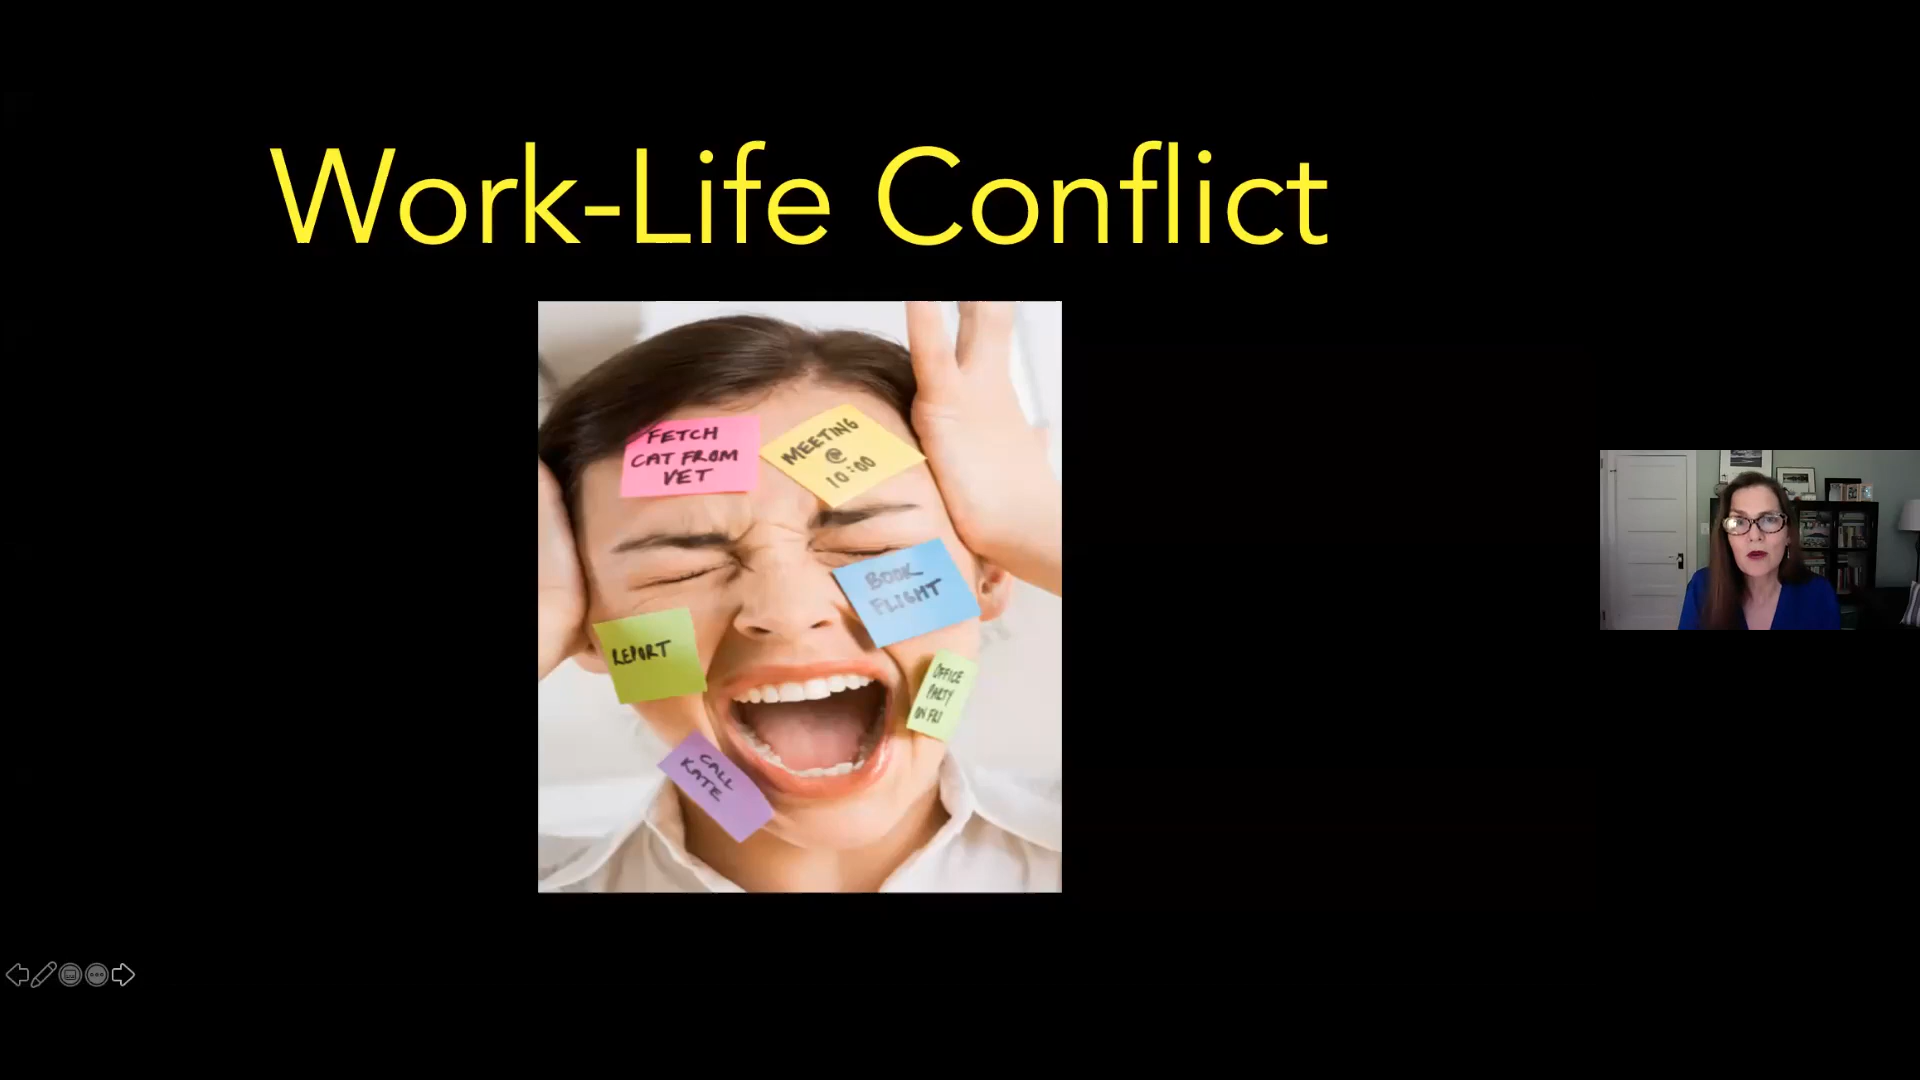 Work-Life Conflict
FETCH
CAT FROM
VET
MEETING
@
10:00
BOOK
FLIGHT
REPORT
OFFICE
PARTY
ON FRI
CALL
KATE